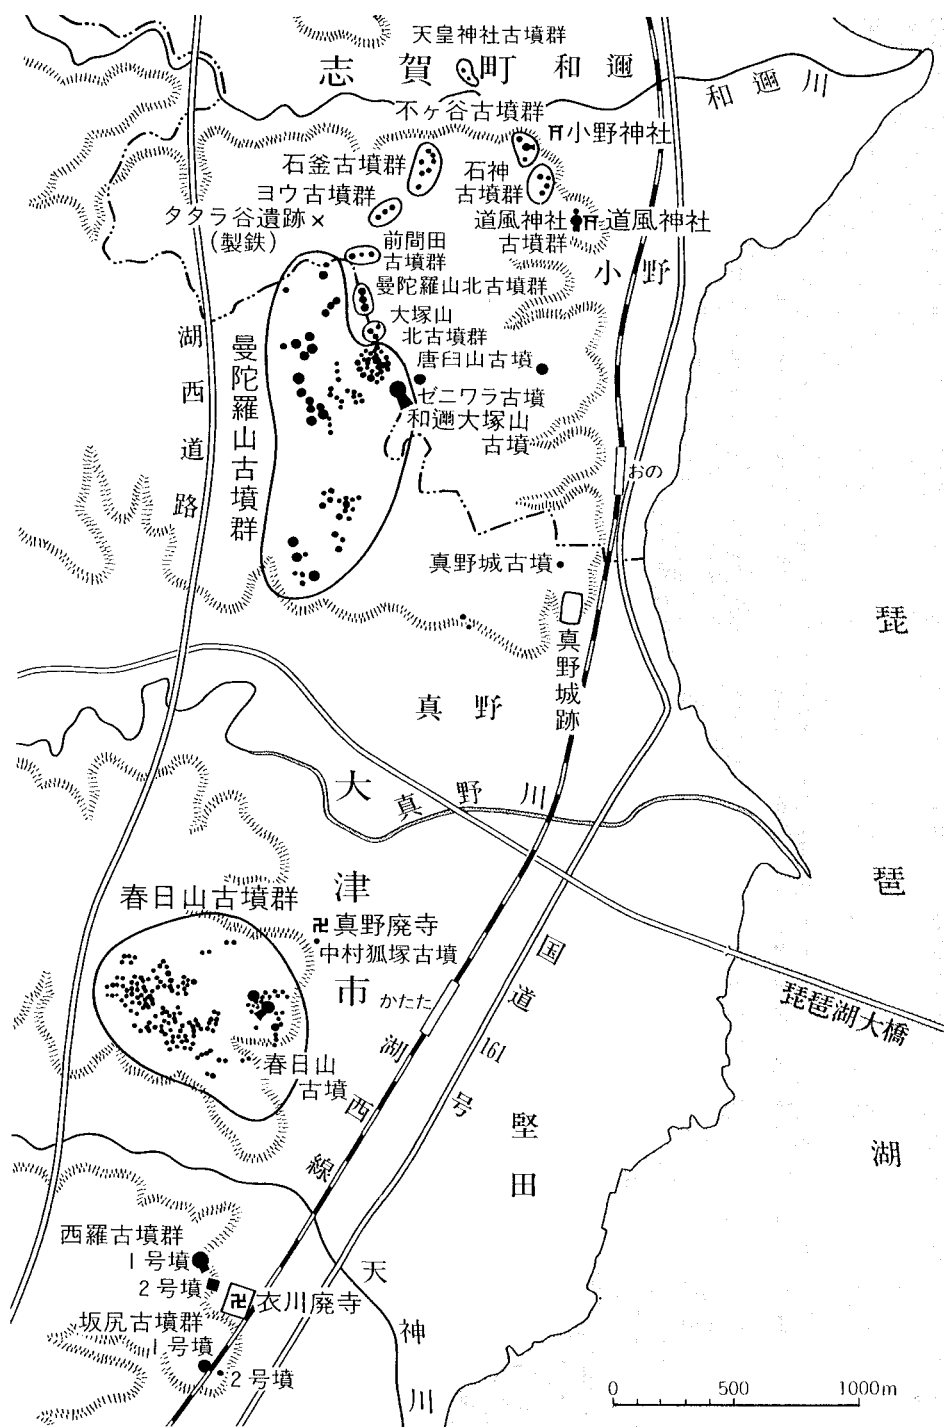 天皇神社古墳群
志賀町
和邇
和邇川
不ヶ谷古墳群
小野神社
石釜古墳群
石神
古墳群
ヨウ古墳群
タタラ谷遺跡×
(製鉄)
道風神社
古墳群
道風神社
前間田
古墳群
小野
曼陀羅山北古墳群
大塚山
北古墳群
唐臼山古墳
ゼニワラ古墳
和邇大塚山
古墳
曼陀羅山古墳群
湖西道路
おの
真野城古墳
真野城跡
真野
琵琶湖
大津市
真野川
春日山古墳群
卍真野廃寺
中村狐塚古墳
かたた
国道161号
琵琶湖大橋
湖西線
春日山
古墳
堅田
西羅古墳群
1号墳
2号墳
卍衣川廃寺
坂尻古墳群
1号墳
2号墳
天神川
0 500 1000m